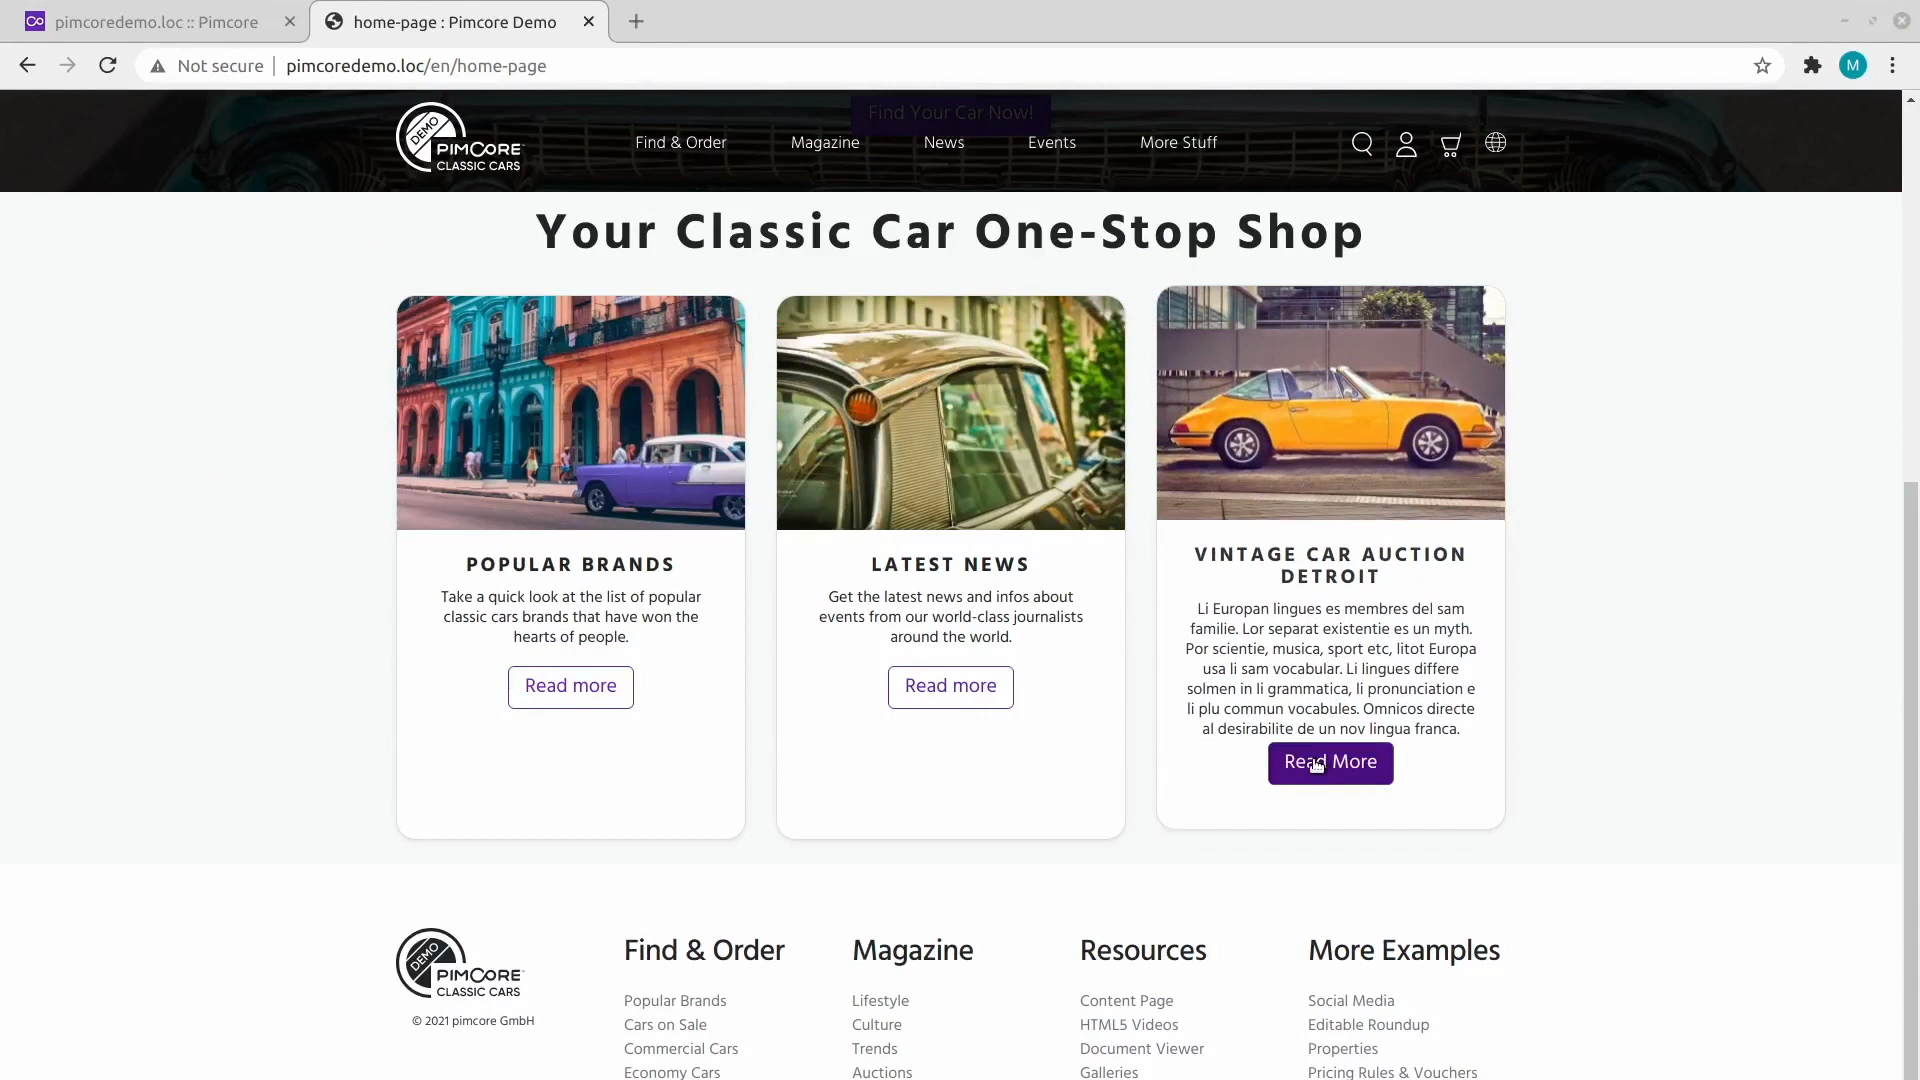 pimcoredemo.loc :: Pimcore
home-page : Pimcore Demo
Not secure
pimcoredemo.loc/en/home-page
M
Find Your Car Now!
DEMO
PIMCORE
CLASSIC CARS
Find & Order
Magazine
News
Events
More Stuff
Your Classic Car One-Stop Shop
POPULAR BRANDS
Take a quick look at the list of popular
classic cars brands that have won the
hearts of people.
Read more
LATEST NEWS
Get the latest news and infos about
events from our world-class journalists
around the world.
Read more
VINTAGE CAR AUCTION
DETROIT
Li Europan lingues es membres del sam
familie. Lor separat existentie es un myth.
Por scientie, musica, sport etc, litot Europa
usa li sam vocabular. Li lingues differe
solmen in li grammatica, li pronunciation e
li plu commun vocabules. Omnicos directe
al desirabilite de un nov lingua franca.
Read More
DEMO
PIMCORE
CLASSIC CARS
© 2021 pimcore GmbH
Find & Order
Popular Brands
Cars on Sale
Commercial Cars
Economy Cars
Magazine
Lifestyle
Culture
Trends
Auctions
Resources
Content Page
HTML5 Videos
Document Viewer
Galleries
More Examples
Social Media
Editable Roundup
Properties
Pricing Rules & Vouchers